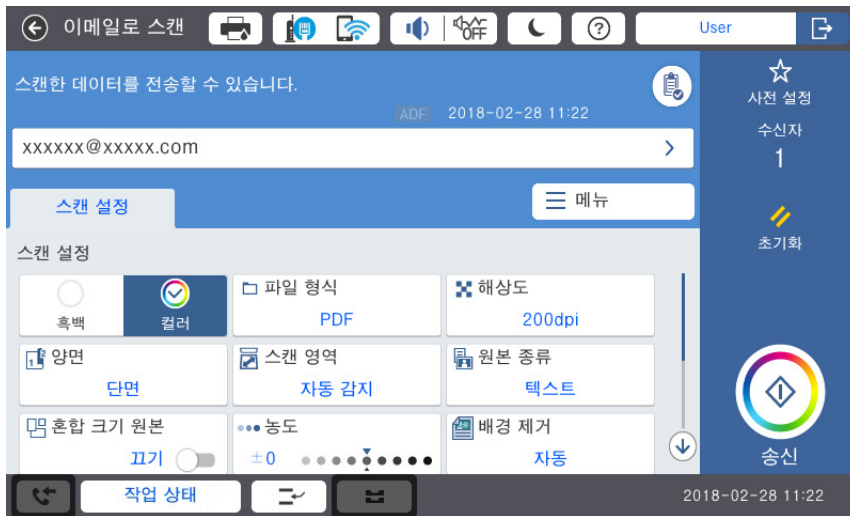 이메일로 스캔
OFF
User
스캔한 데이터를 전송할 수 있습니다.
ADF 2018-02-28 11:22
xxxxxx@xxxxx.com
사전 설정
수신자
1
초기화
스캔 설정
메뉴
스캔 설정
흑백
컬러
파일 형식
PDF
해상도
200dpi
양면
단면
스캔 영역
자동 감지
원본 종류
텍스트
혼합 크기 원본
끄기
농도
±0
배경 제거
자동
송신
작업 상태
2018-02-28 11:22